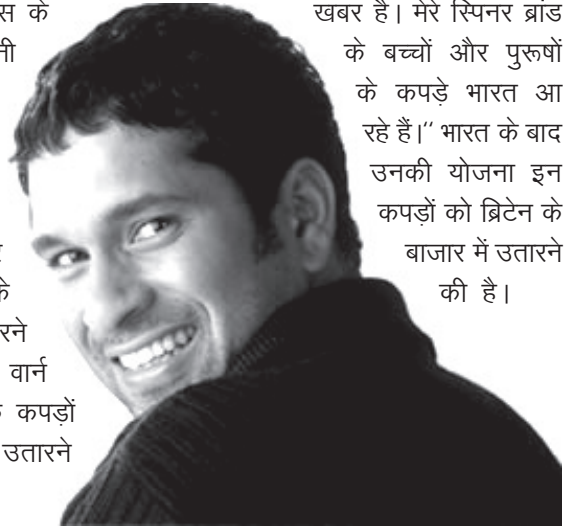 स के
नी
र
के
रने
वार्न
कपड़ों
उतारने
खबर है। मेरे स्पिनर ब्रांड
के बच्चों और पुरूषों
के कपड़े भारत आ
रहे हैं।’’ भारत के बाद
उनकी योजना इन
कपड़ों को ब्रिटेन के
बाजार में उतारने
की है।